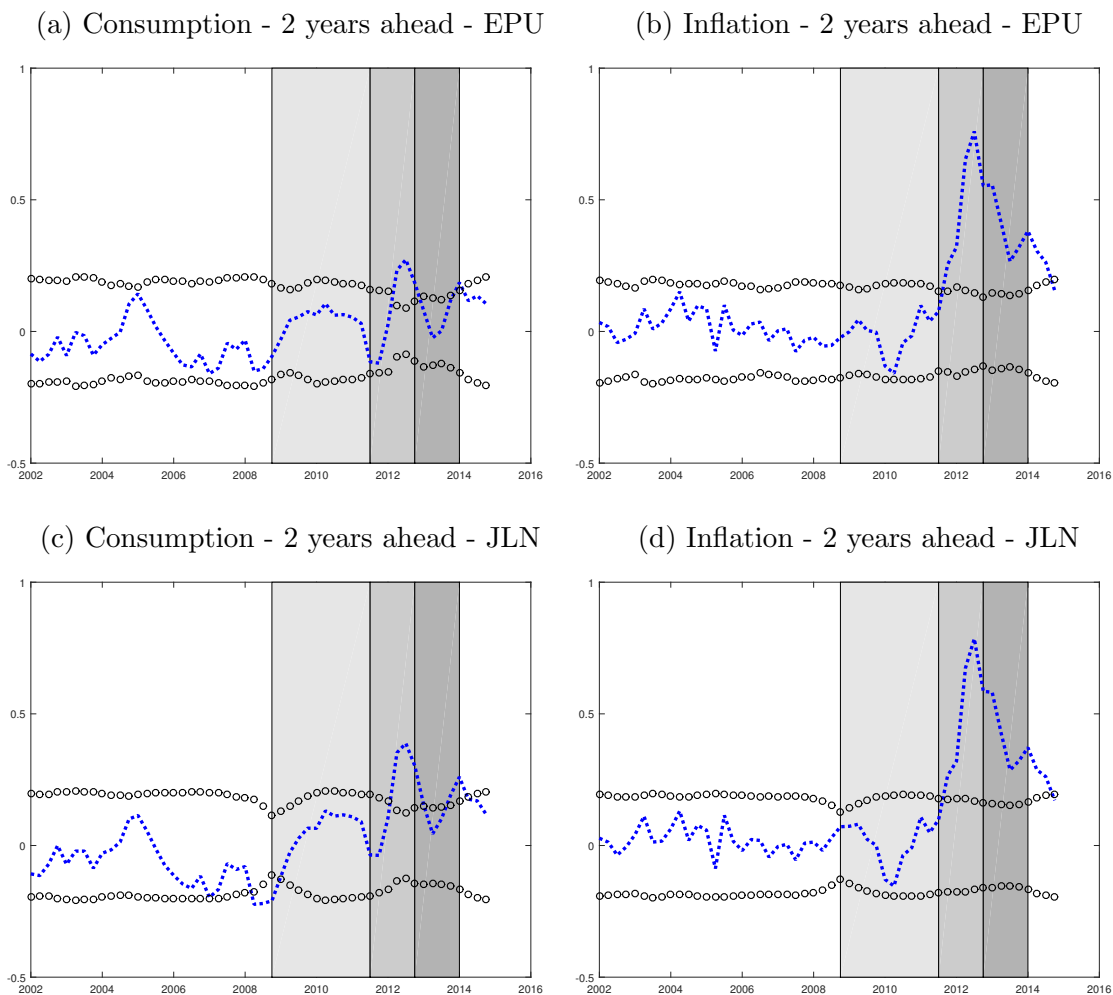 (a) Consumption - 2 years ahead - EPU
(b) Inflation - 2 years ahead - EPU
1
0.5
0
-0.5
2002 2004 2006 2008 2010 2012 2014 2016
1
0.5
0
-0.5
2002 2004 2006 2008 2010 2012 2014 2016
(c) Consumption - 2 years ahead - JLN
(d) Inflation - 2 years ahead - JLN
1
0.5
0
-0.5
2002 2004 2006 2008 2010 2012 2014 2016
1
0.5
0
-0.5
2002 2004 2006 2008 2010 2012 2014 2016